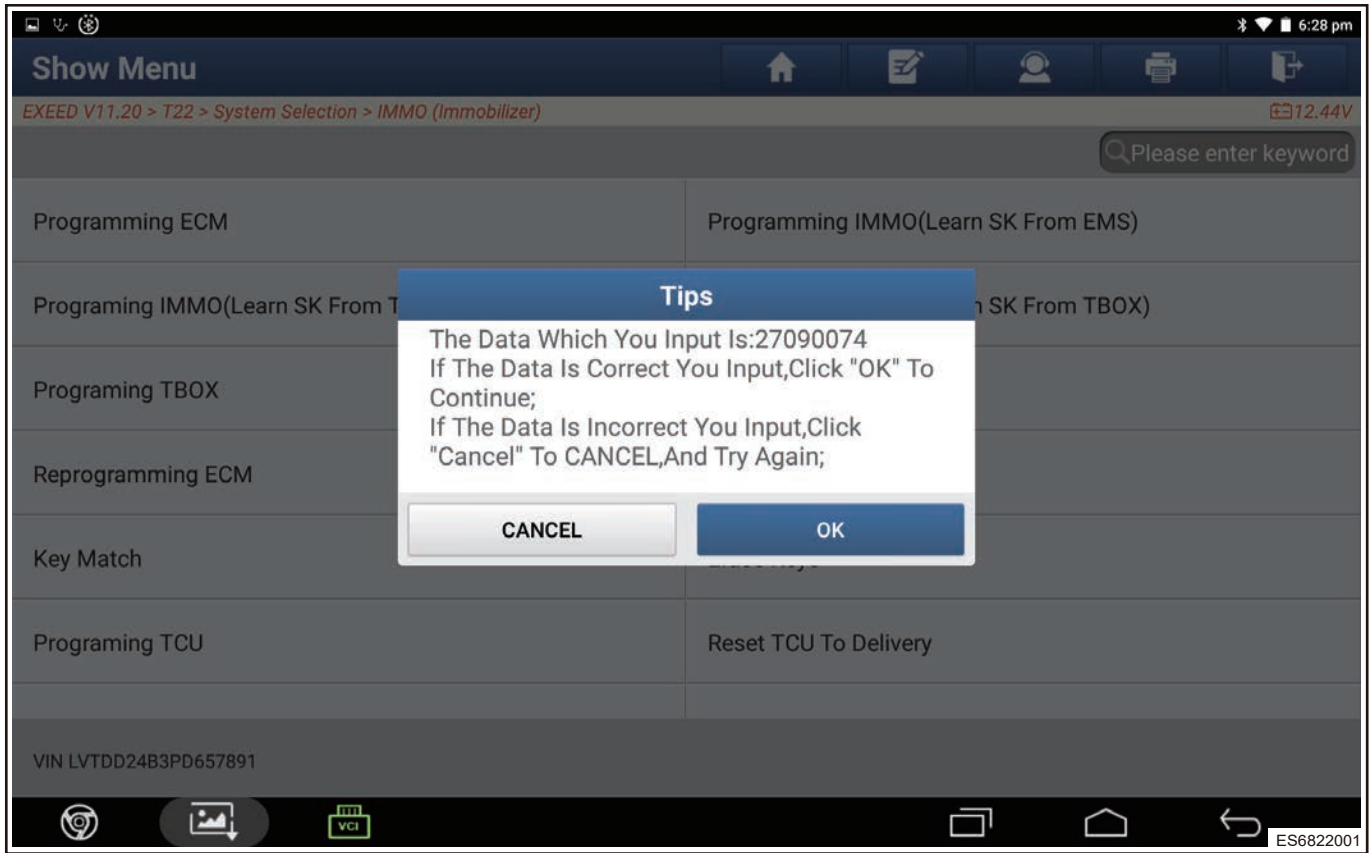 6:28 pm
Show Menu
EXEED V11.20 > T22 > System Selection > IMMO (Immobilizer)
12.44V
Please enter keyword
Programming ECM
Programming IMMO(Learn SK From EMS)
Programing IMMO(Learn SK From T
SK From TBOX)
Tips
The Data Which You Input Is:27090074
If The Data Is Correct You Input,Click "OK" To
Continue;
If The Data Is Incorrect You Input,Click
"Cancel" To CANCEL,And Try Again;
CANCEL
OK
Programing TBOX
Reprogramming ECM
Key Match
Programing TCU
Reset TCU To Delivery
VIN LVTDD24B3PD657891
VCI
ES6822001